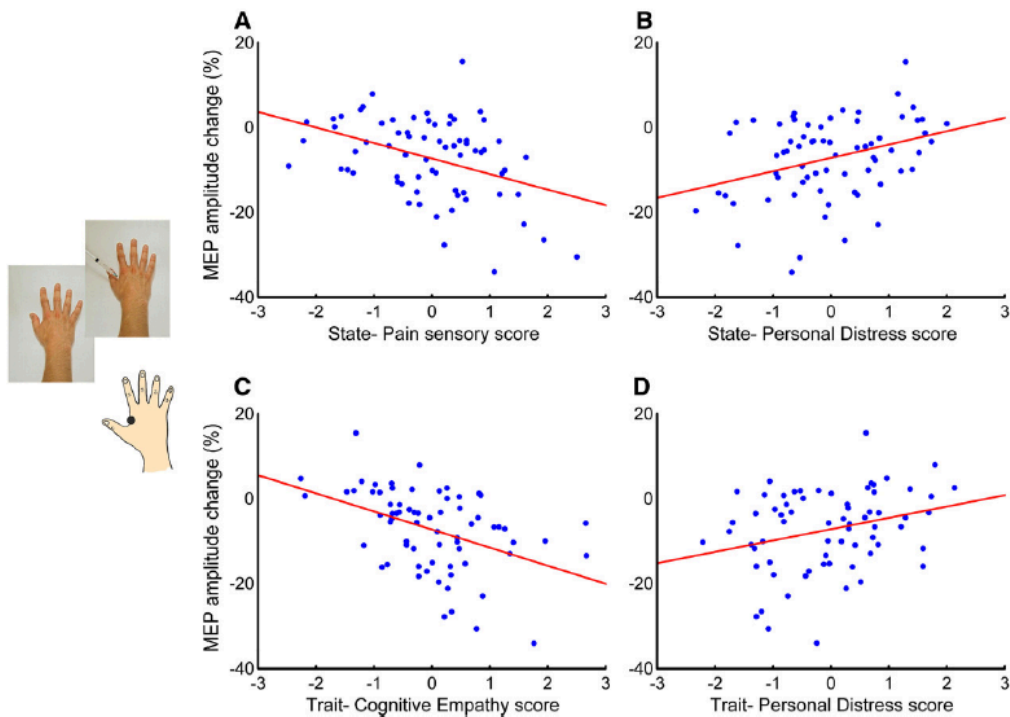 A
B
MEP amplitude change (%)
20
0
-20
-40
-3 -2 -1 0 1 2 3
State- Pain sensory score
20
0
-20
-40
-3 -2 -1 0 1 2 3
State- Personal Distress score
C
D
MEP amplitude change (%)
20
0
-20
-40
-3 -2 -1 0 1 2 3
Trait- Cognitive Empathy score
20
0
-20
-40
-3 -2 -1 0 1 2 3
Trait- Personal Distress score